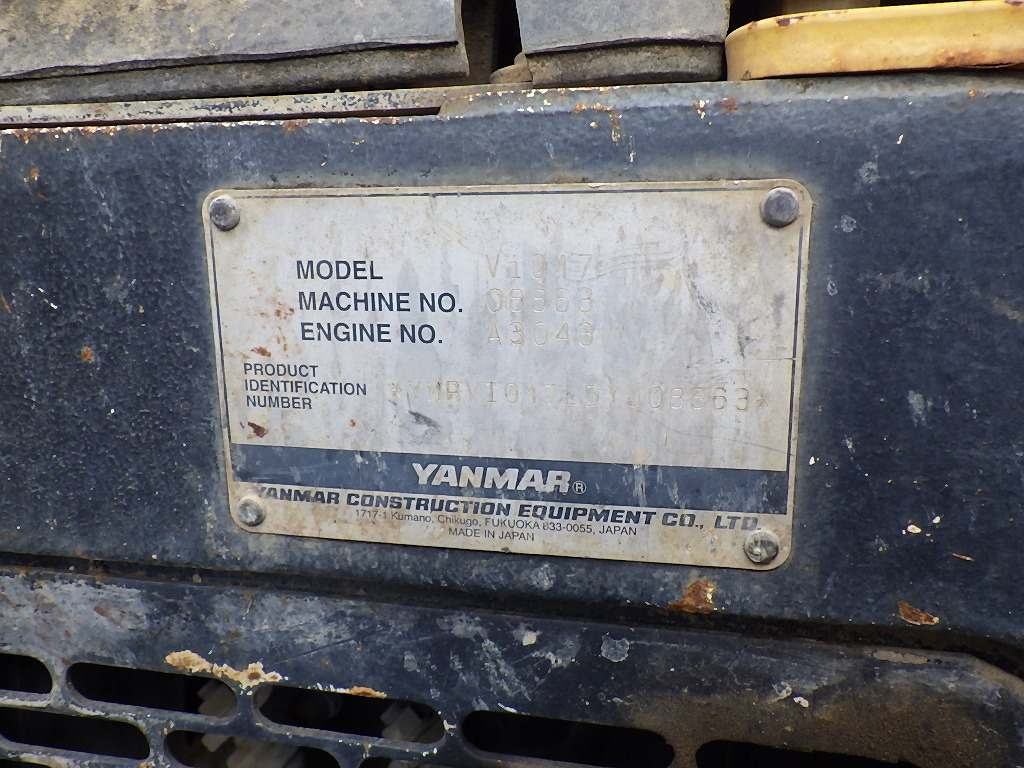 MODEL Vi017
MACHINE NO.
ENGINE NO.
PRODUCT
IDENTIFICATION
NUMBER
YANMAR®
YANMAR CONSTRUCTION EQUIPMENT CO., LTD.
1717-1 Kumano, Chikugo, FUKUOKA 833-0055, JAPAN
MADE IN JAPAN